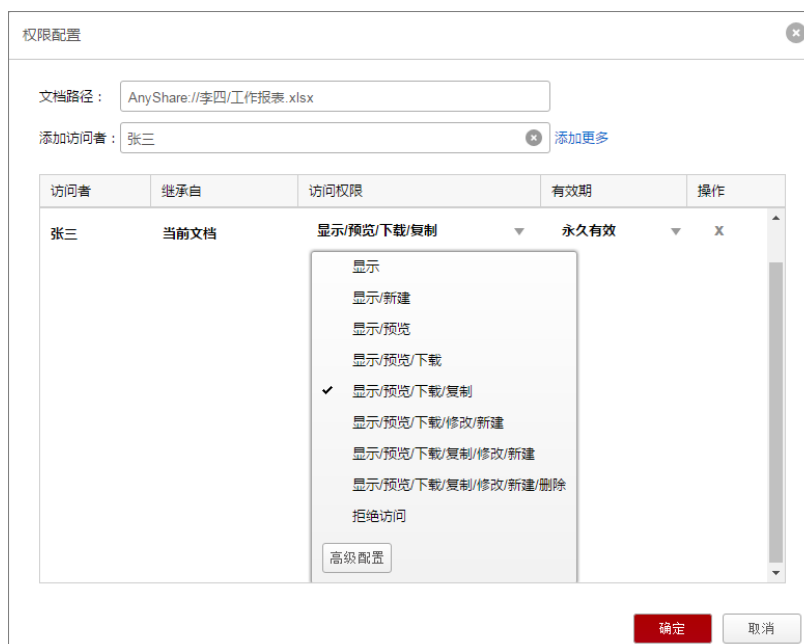 权限配置
文档路径： AnyShare://李四/工作报表.xlsx
添加访问者： 张三 添加更多
访问者 继承自 访问权限 有效期 操作
张三 当前文档 显示/预览/下载/复制 永久有效 x
显示
显示/新建
显示/预览
显示/预览/下载
显示/预览/下载/复制
显示/预览/下载/修改/新建
显示/预览/下载/复制/修改/新建
显示/预览/下载/复制/修改/新建/删除
拒绝访问
高级配置
确定 取消